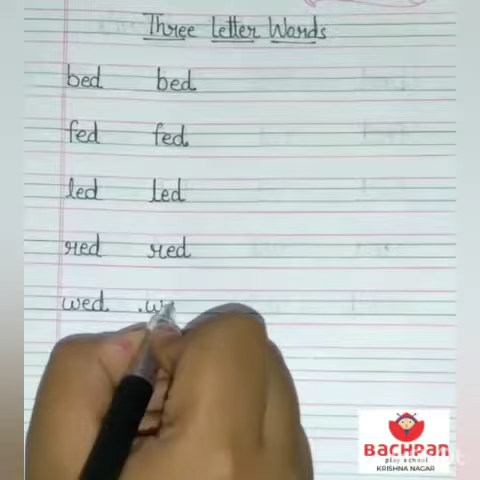 Three Letter Words
bed bed
fed fed
led led
red red
wed .w
BACHPAN
play school
KRISHNA NAGAR